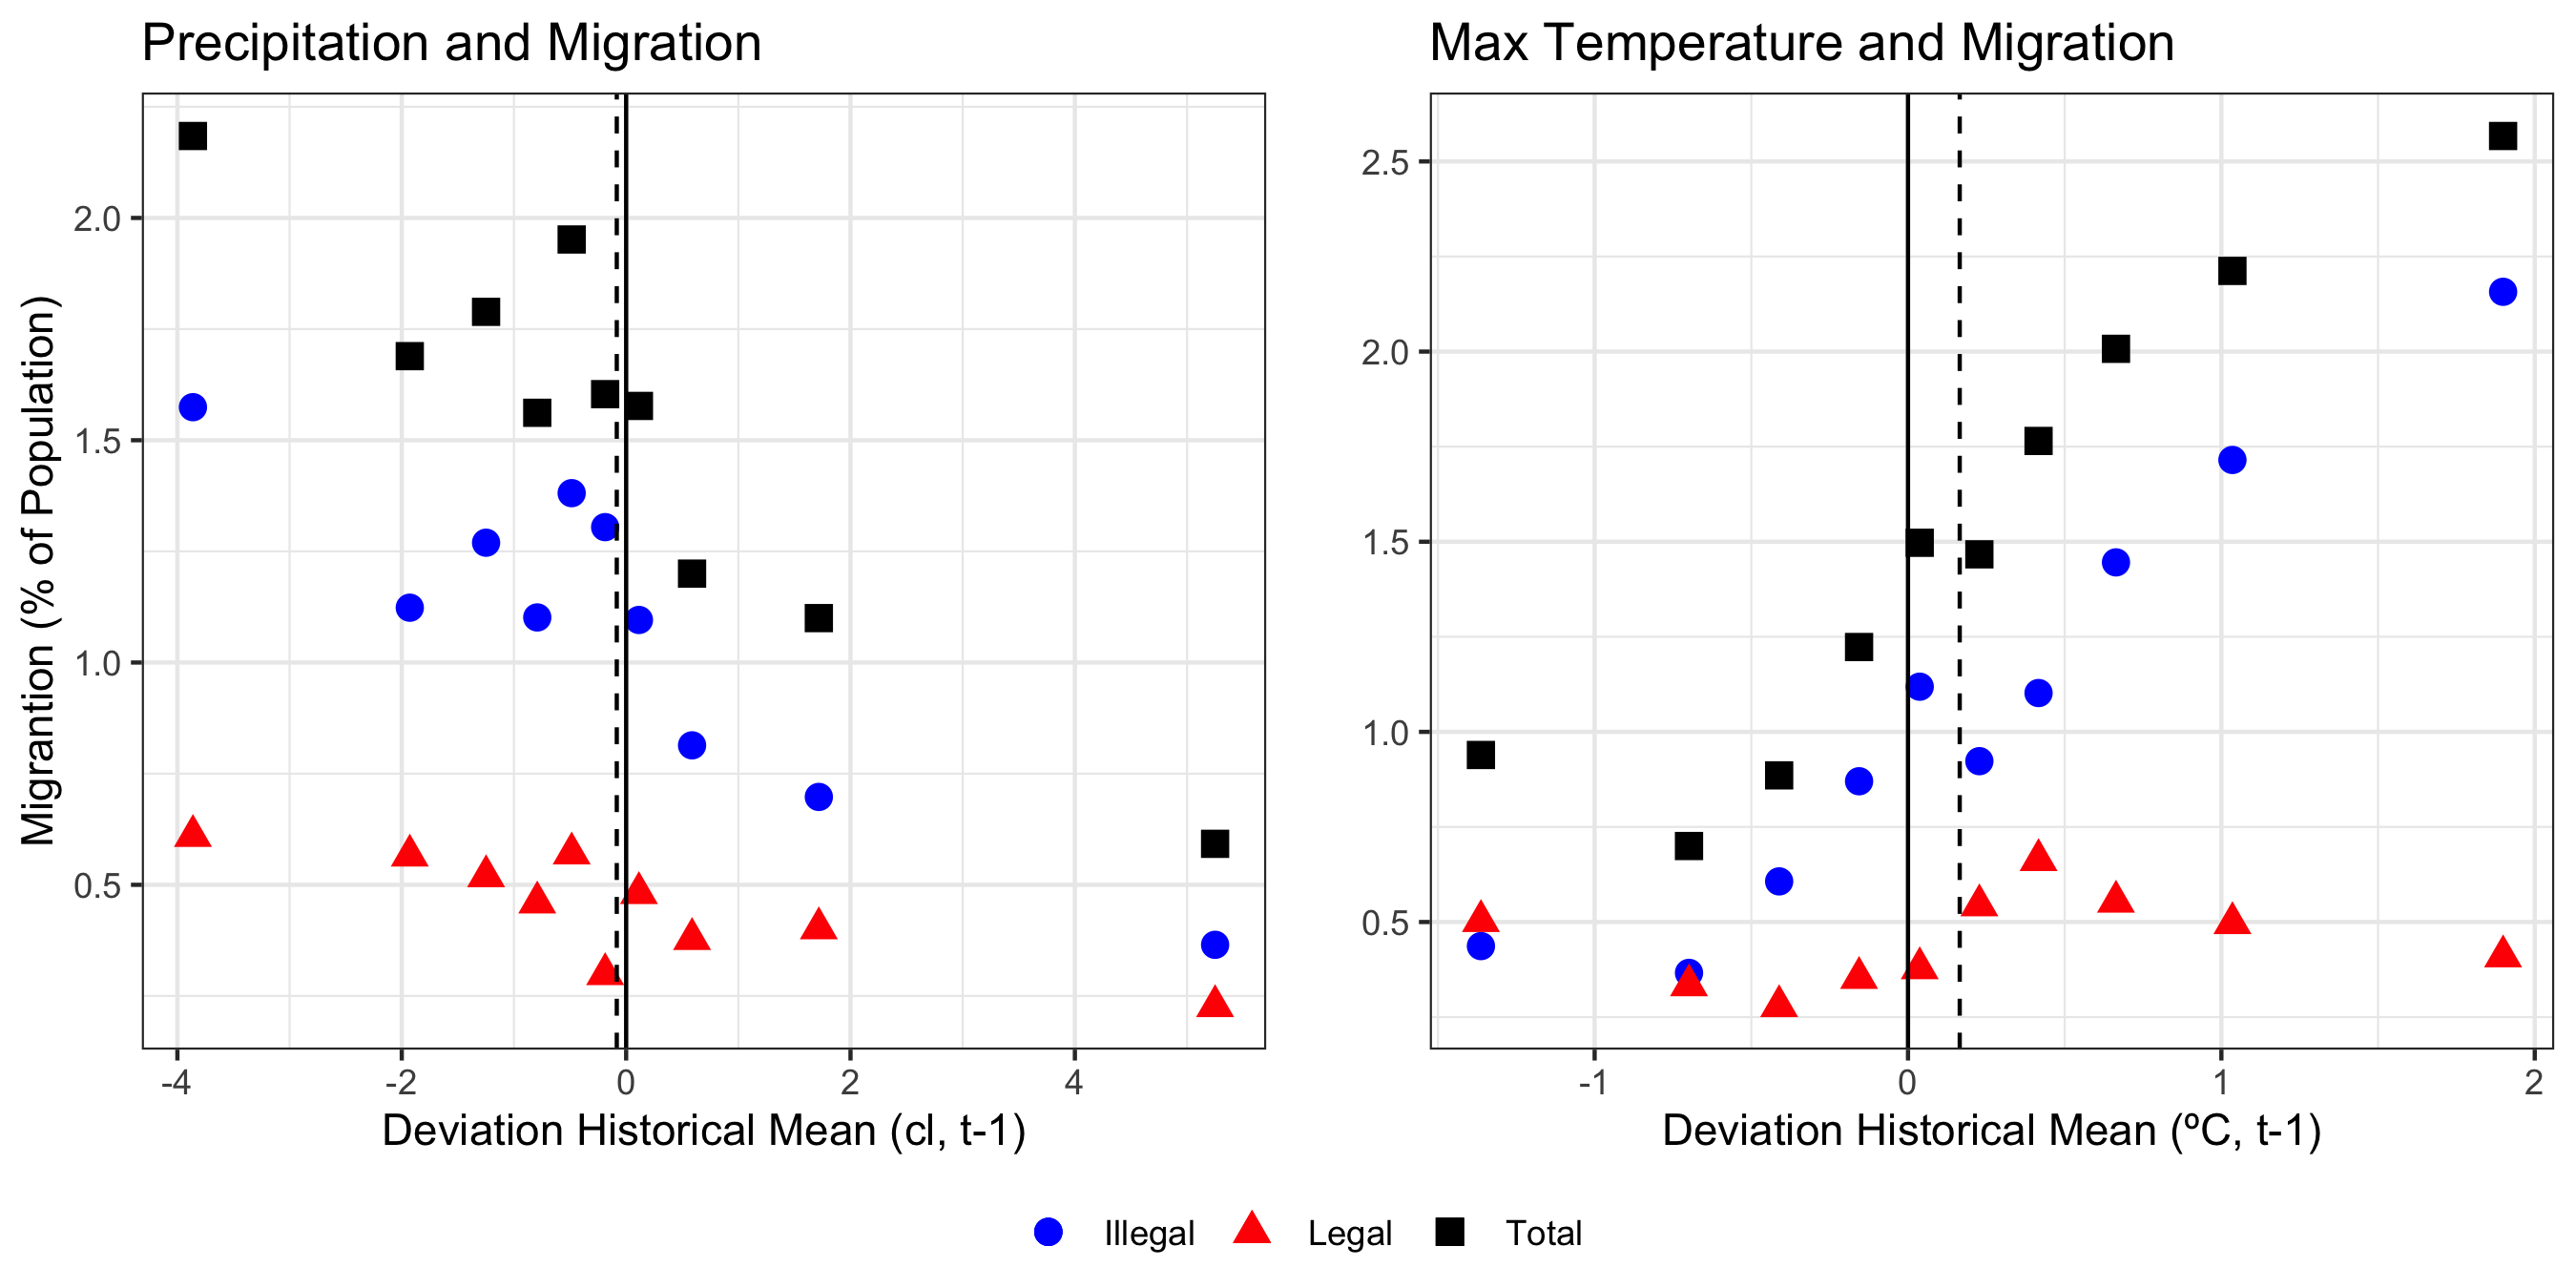 Precipitation and Migration
Max Temperature and Migration
Migrantion (% of Population)
2.0
1.5
1.0
0.5
-4
-2
0
2
4
Deviation Historical Mean (cl, t-1)
2.5
2.0
1.5
1.0
0.5
-1
0
1
2
Deviation Historical Mean (ºC, t-1)
Illegal
Legal
Total